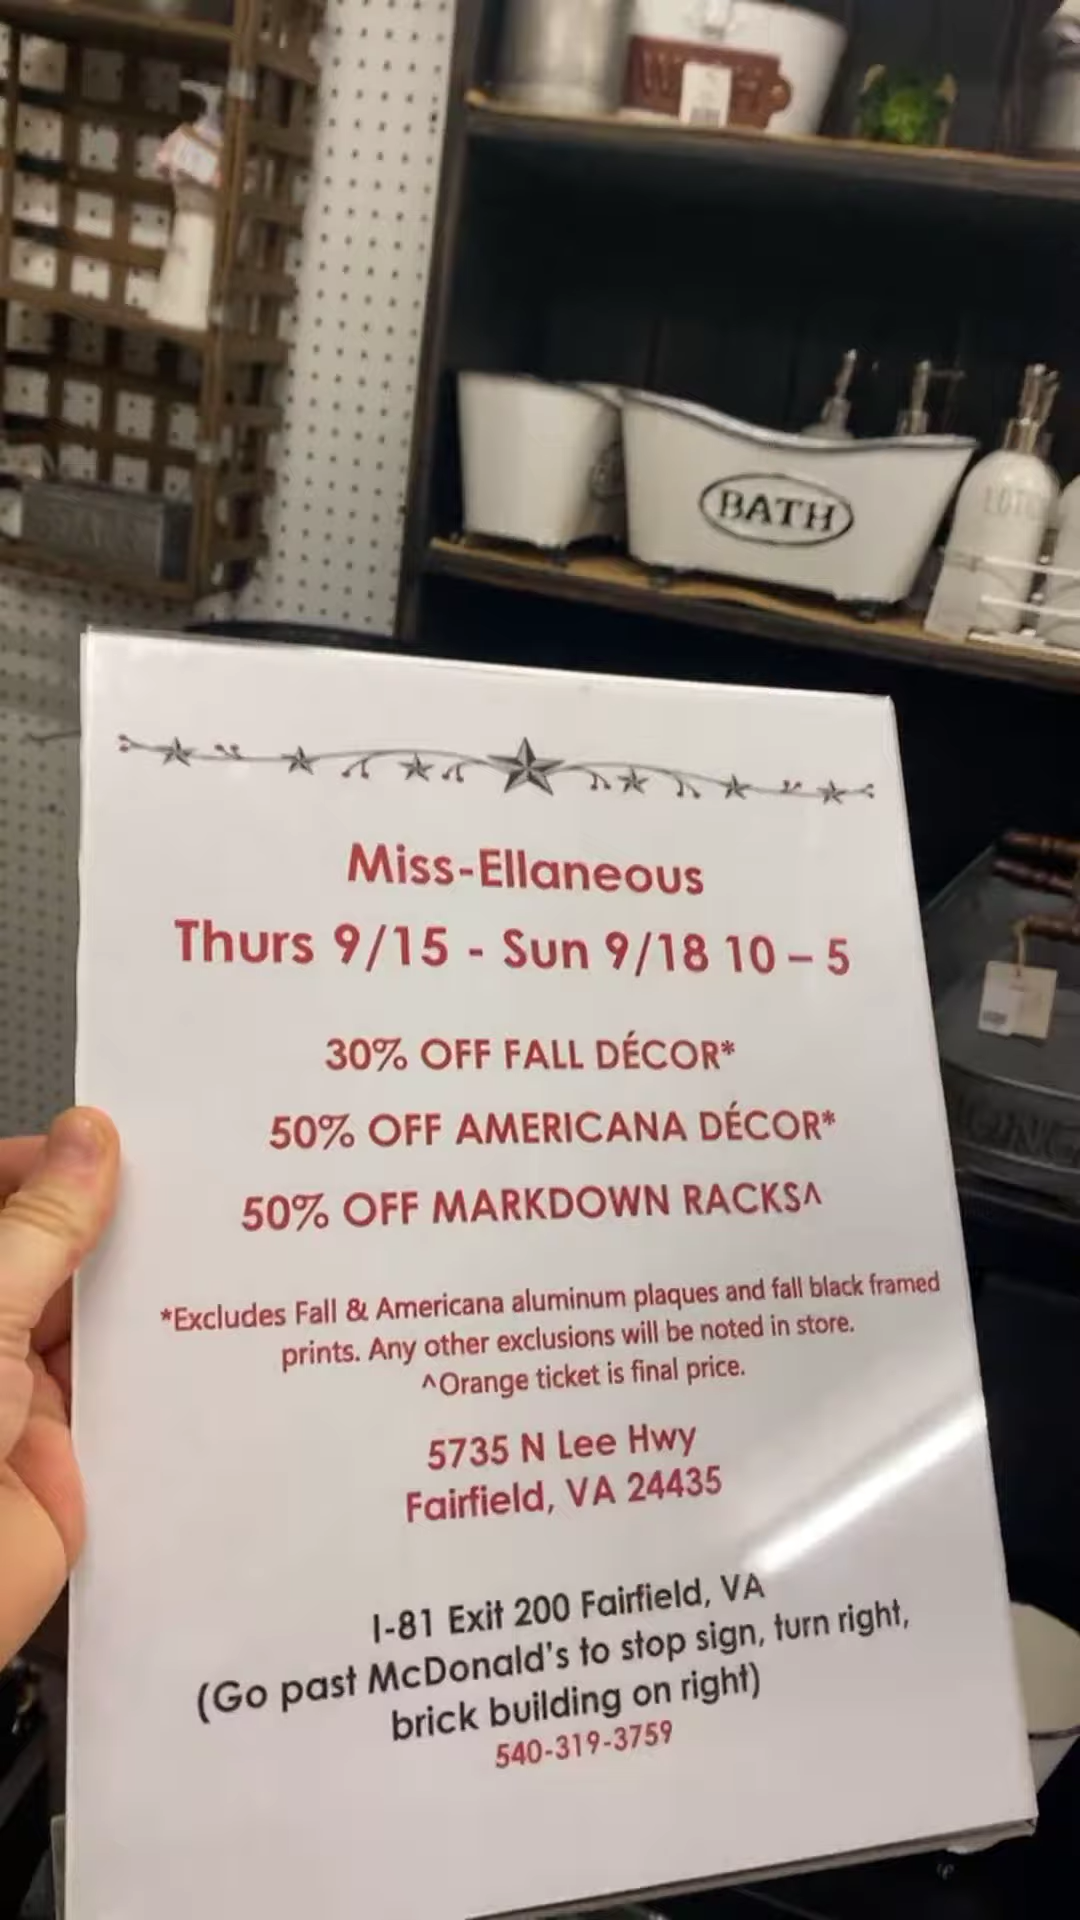 BATH
Miss-Ellaneous
Thurs 9/15 - Sun 9/18 10 – 5
30% OFF FALL DÉCOR*
50% OFF AMERICANA DÉCOR*
50% OFF MARKDOWN RACKS^
*Excludes Fall & Americana aluminum plaques and fall black framed
prints. Any other exclusions will be noted in store.
^Orange ticket is final price.
5735 N Lee Hwy
Fairfield, VA 24435
I-81 Exit 200 Fairfield, VA
(Go past McDonald's to stop sign, turn right,
brick building on right)
540-319-3759